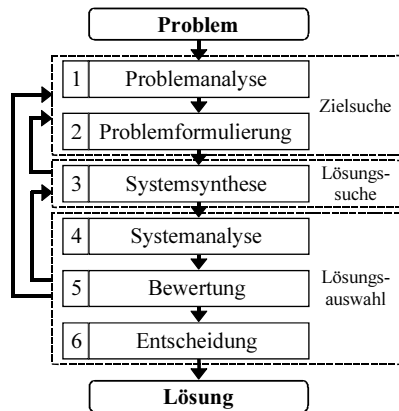 Problem
1 Problemanalyse
2 Problemformulierung
Zielsuche
3 Systemsynthese
Lösungs-
suche
4 Systemanalyse
5 Bewertung
Lösungs-
auswahl
6 Entscheidung
Lösung